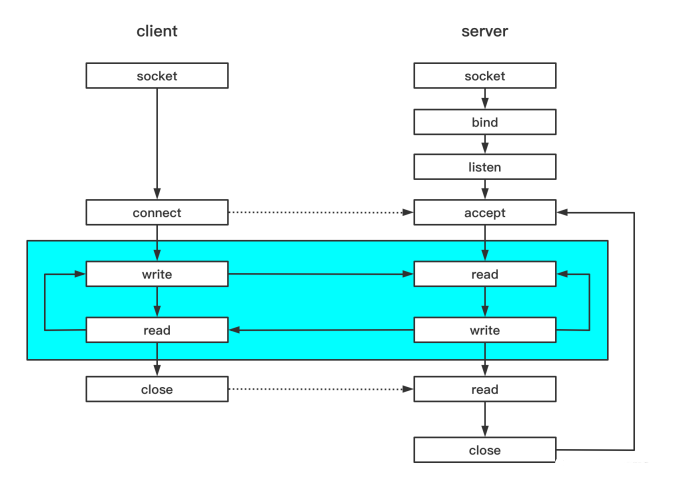 client server
socket socket
bind
listen
connect accept
write read
read write
close read
close